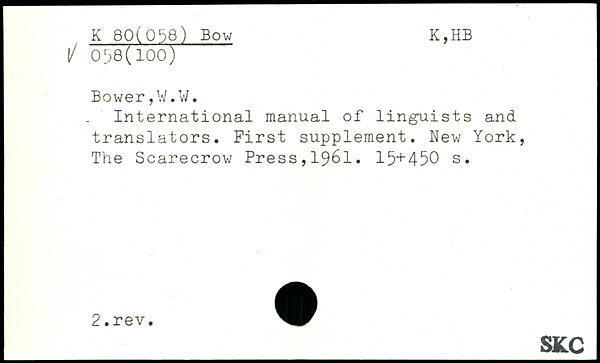 K 80(058) Bow K,HB
V 058(100)
Bower,W.W.
International manual of linguists and
translators. First supplement. New York,
The Scarecrow Press,1961. 15+450 s.
2.rev.
SKC